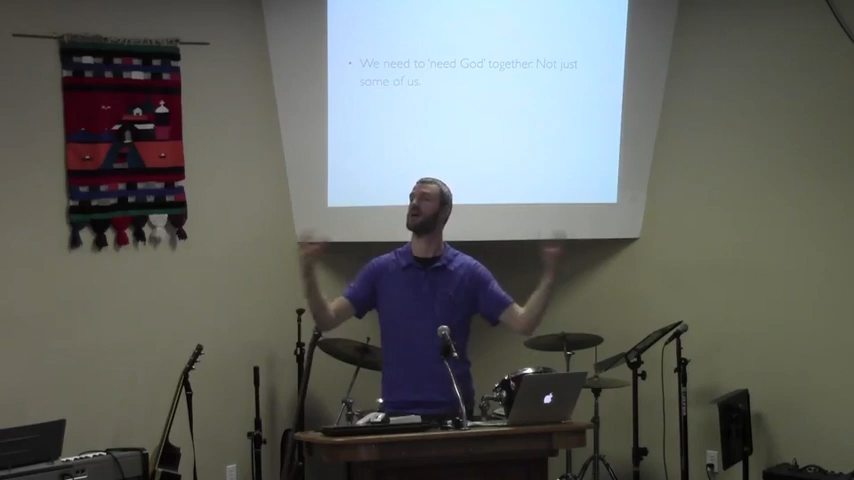 • We need to 'need God' together. Not just
some of us.